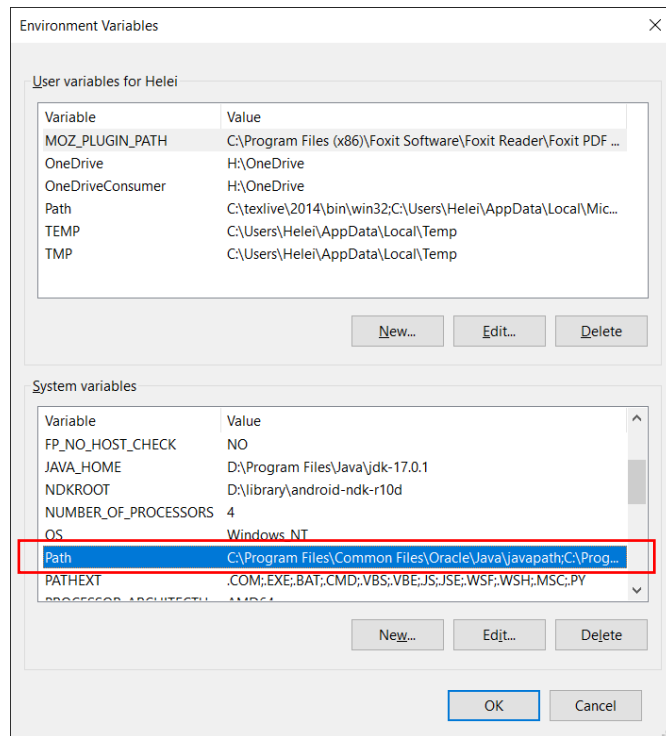 Environment Variables
User variables for Helei
Variable Value
MOZ_PLUGIN_PATH C:\Program Files (x86)\Foxit Software\Foxit Reader\Foxit PDF ...
OneDrive H:\OneDrive
OneDriveConsumer H:\OneDrive
Path C:\texlive\2014\bin\win32;C:\Users\Helei\AppData\Local\Mic...
TEMP C:\Users\Helei\AppData\Local\Temp
TMP C:\Users\Helei\AppData\Local\Temp
New... Edit... Delete
System variables
Variable Value
FP_NO_HOST_CHECK NO
JAVA_HOME D:\Program Files\Java\jdk-17.0.1
NDKROOT D:\library\android-ndk-r10d
NUMBER_OF_PROCESSORS 4
OS Windows_NT
Path C:\Program Files\Common Files\Oracle\Java\javapath;C:\Prog...
PATHEXT .COM;.EXE;.BAT;.CMD;.VBS;.VBE;.JS;.JSE;.WSF;.WSH;.MSC;.PY
PROCESSOR_ARCHITECTU... AMD64
New... Edit... Delete
OK Cancel